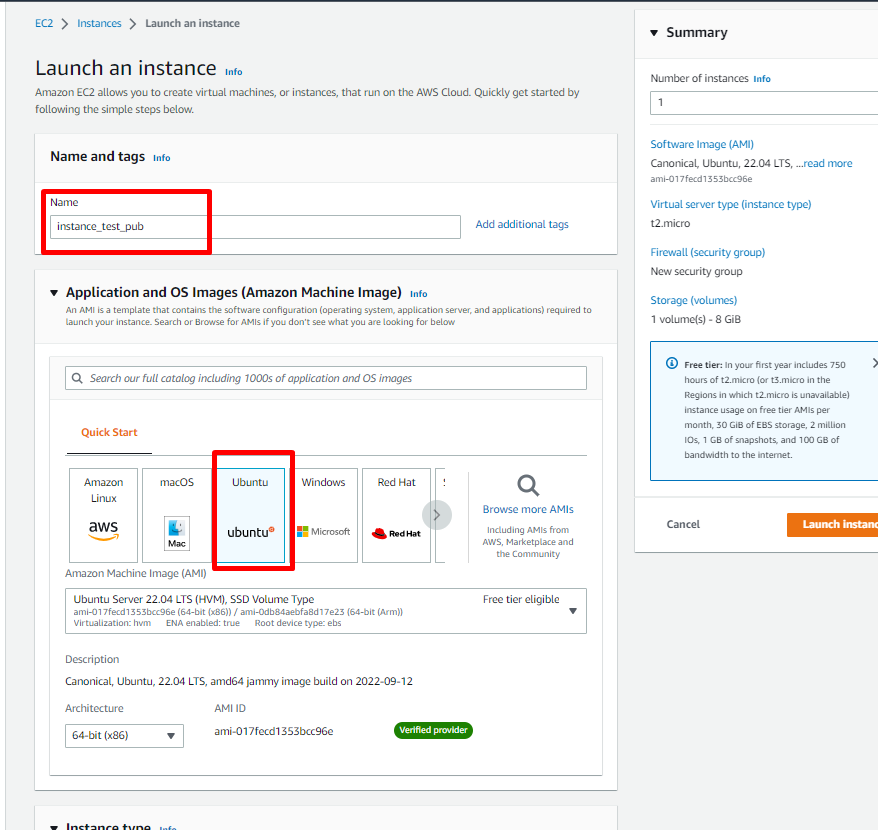 EC2 > Instances > Launch an instance
Launch an instance Info
Amazon EC2 allows you to create virtual machines, or instances, that run on the AWS Cloud. Quickly get started by
following the simple steps below.
Name and tags Info
Name
instance_test_pub
Add additional tags
Application and OS Images (Amazon Machine Image) Info
An AMI is a template that contains the software configuration (operating system, application server, and applications) required to
launch your instance. Search or Browse for AMIs if you don't see what you are looking for below
Search our full catalog including 1000s of application and OS images
Quick Start
Amazon
Linux
aws
macOS
Mac
Ubuntu
ubuntu
Windows
Microsoft
Red Hat
Red Hat
Browse more AMIs
Including AMIs from
AWS, Marketplace and
the Community
Amazon Machine Image (AMI)
Ubuntu Server 22.04 LTS (HVM), SSD Volume Type
Free tier eligible
ami-017fecd1353bcc96e (64-bit (x86)) / ami-0db84aebfa8d17e23 (64-bit (Arm))
Virtualization: hvm ENA enabled: true Root device type: ebs
Description
Canonical, Ubuntu, 22.04 LTS, amd64 jammy image build on 2022-09-12
Architecture
64-bit (x86)
AMI ID
ami-017fecd1353bcc96e
Verified provider
Instance type Info
Summary
Number of instances Info
1
Software Image (AMI)
Canonical, Ubuntu, 22.04 LTS, ...read more
ami-017fecd1353bcc96e
Virtual server type (instance type)
t2.micro
Firewall (security group)
New security group
Storage (volumes)
1 volume(s) - 8 GiB
Free tier: In your first year includes 750
hours of t2.micro (or t3.micro in the
Regions in which t2.micro is unavailable)
instance usage on free tier AMIs per
month, 30 GiB of EBS storage, 2 million
IOs, 1 GB of snapshots, and 100 GB of
bandwidth to the internet.
Cancel
Launch instanc